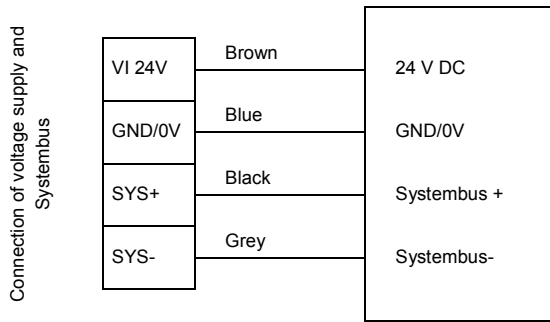 Connection of voltage supply and
Systembus
VI 24V
Brown
24 V DC
GND/0V
Blue
GND/0V
SYS+
Black
Systembus +
SYS-
Grey
Systembus-